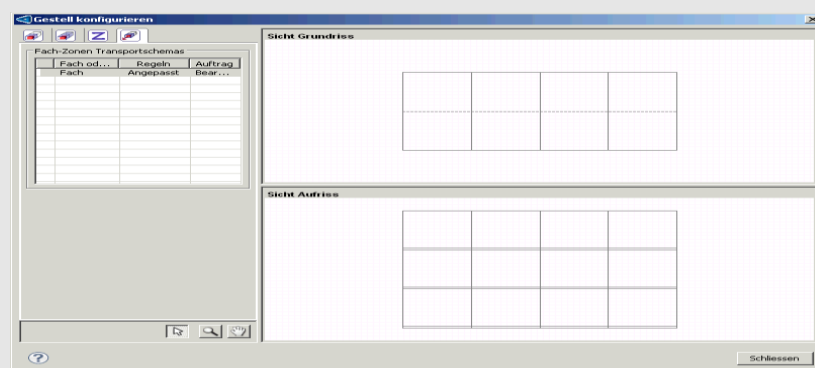 Gestell konfigurieren
Z
Fach-Zonen Transportschemas
Fach od... Regeln Auftrag
Fach Angepasst Bear...
Sicht Grundriss
Sicht Aufriss
?
Schliessen